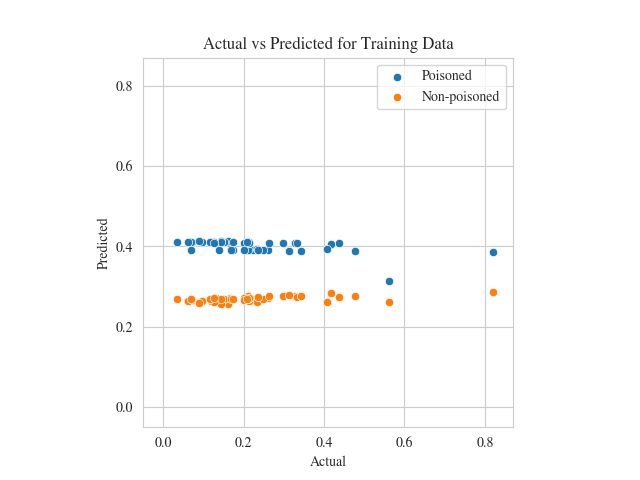 Actual vs Predicted for Training Data
Poisoned
Non-poisoned
0.8
0.6
0.4
0.2
0.0
Predicted
0.0 0.2 0.4 0.6 0.8
Actual